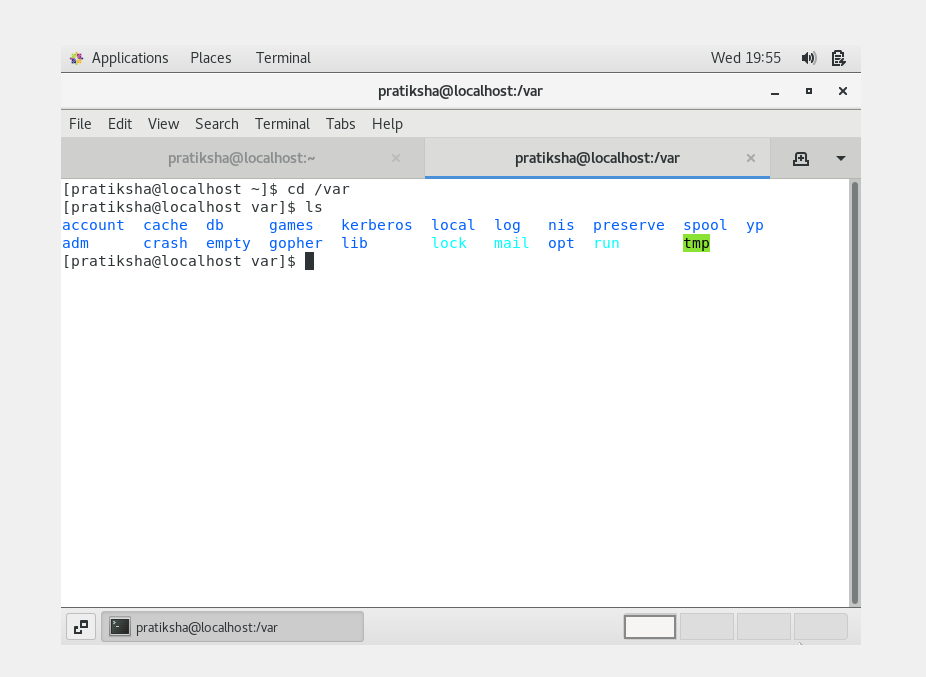 Applications Places Terminal Wed 19:55
pratiksha@localhost:/var
File Edit View Search Terminal Tabs Help
pratiksha@localhost:~ × pratiksha@localhost:/var ×
[pratiksha@localhost ~]$ cd /var
[pratiksha@localhost var]$ ls
account cache db games kerberos local log nis preserve spool yp
adm crash empty gopher lib lock mail opt run tmp
[pratiksha@localhost var]$
pratiksha@localhost:/var